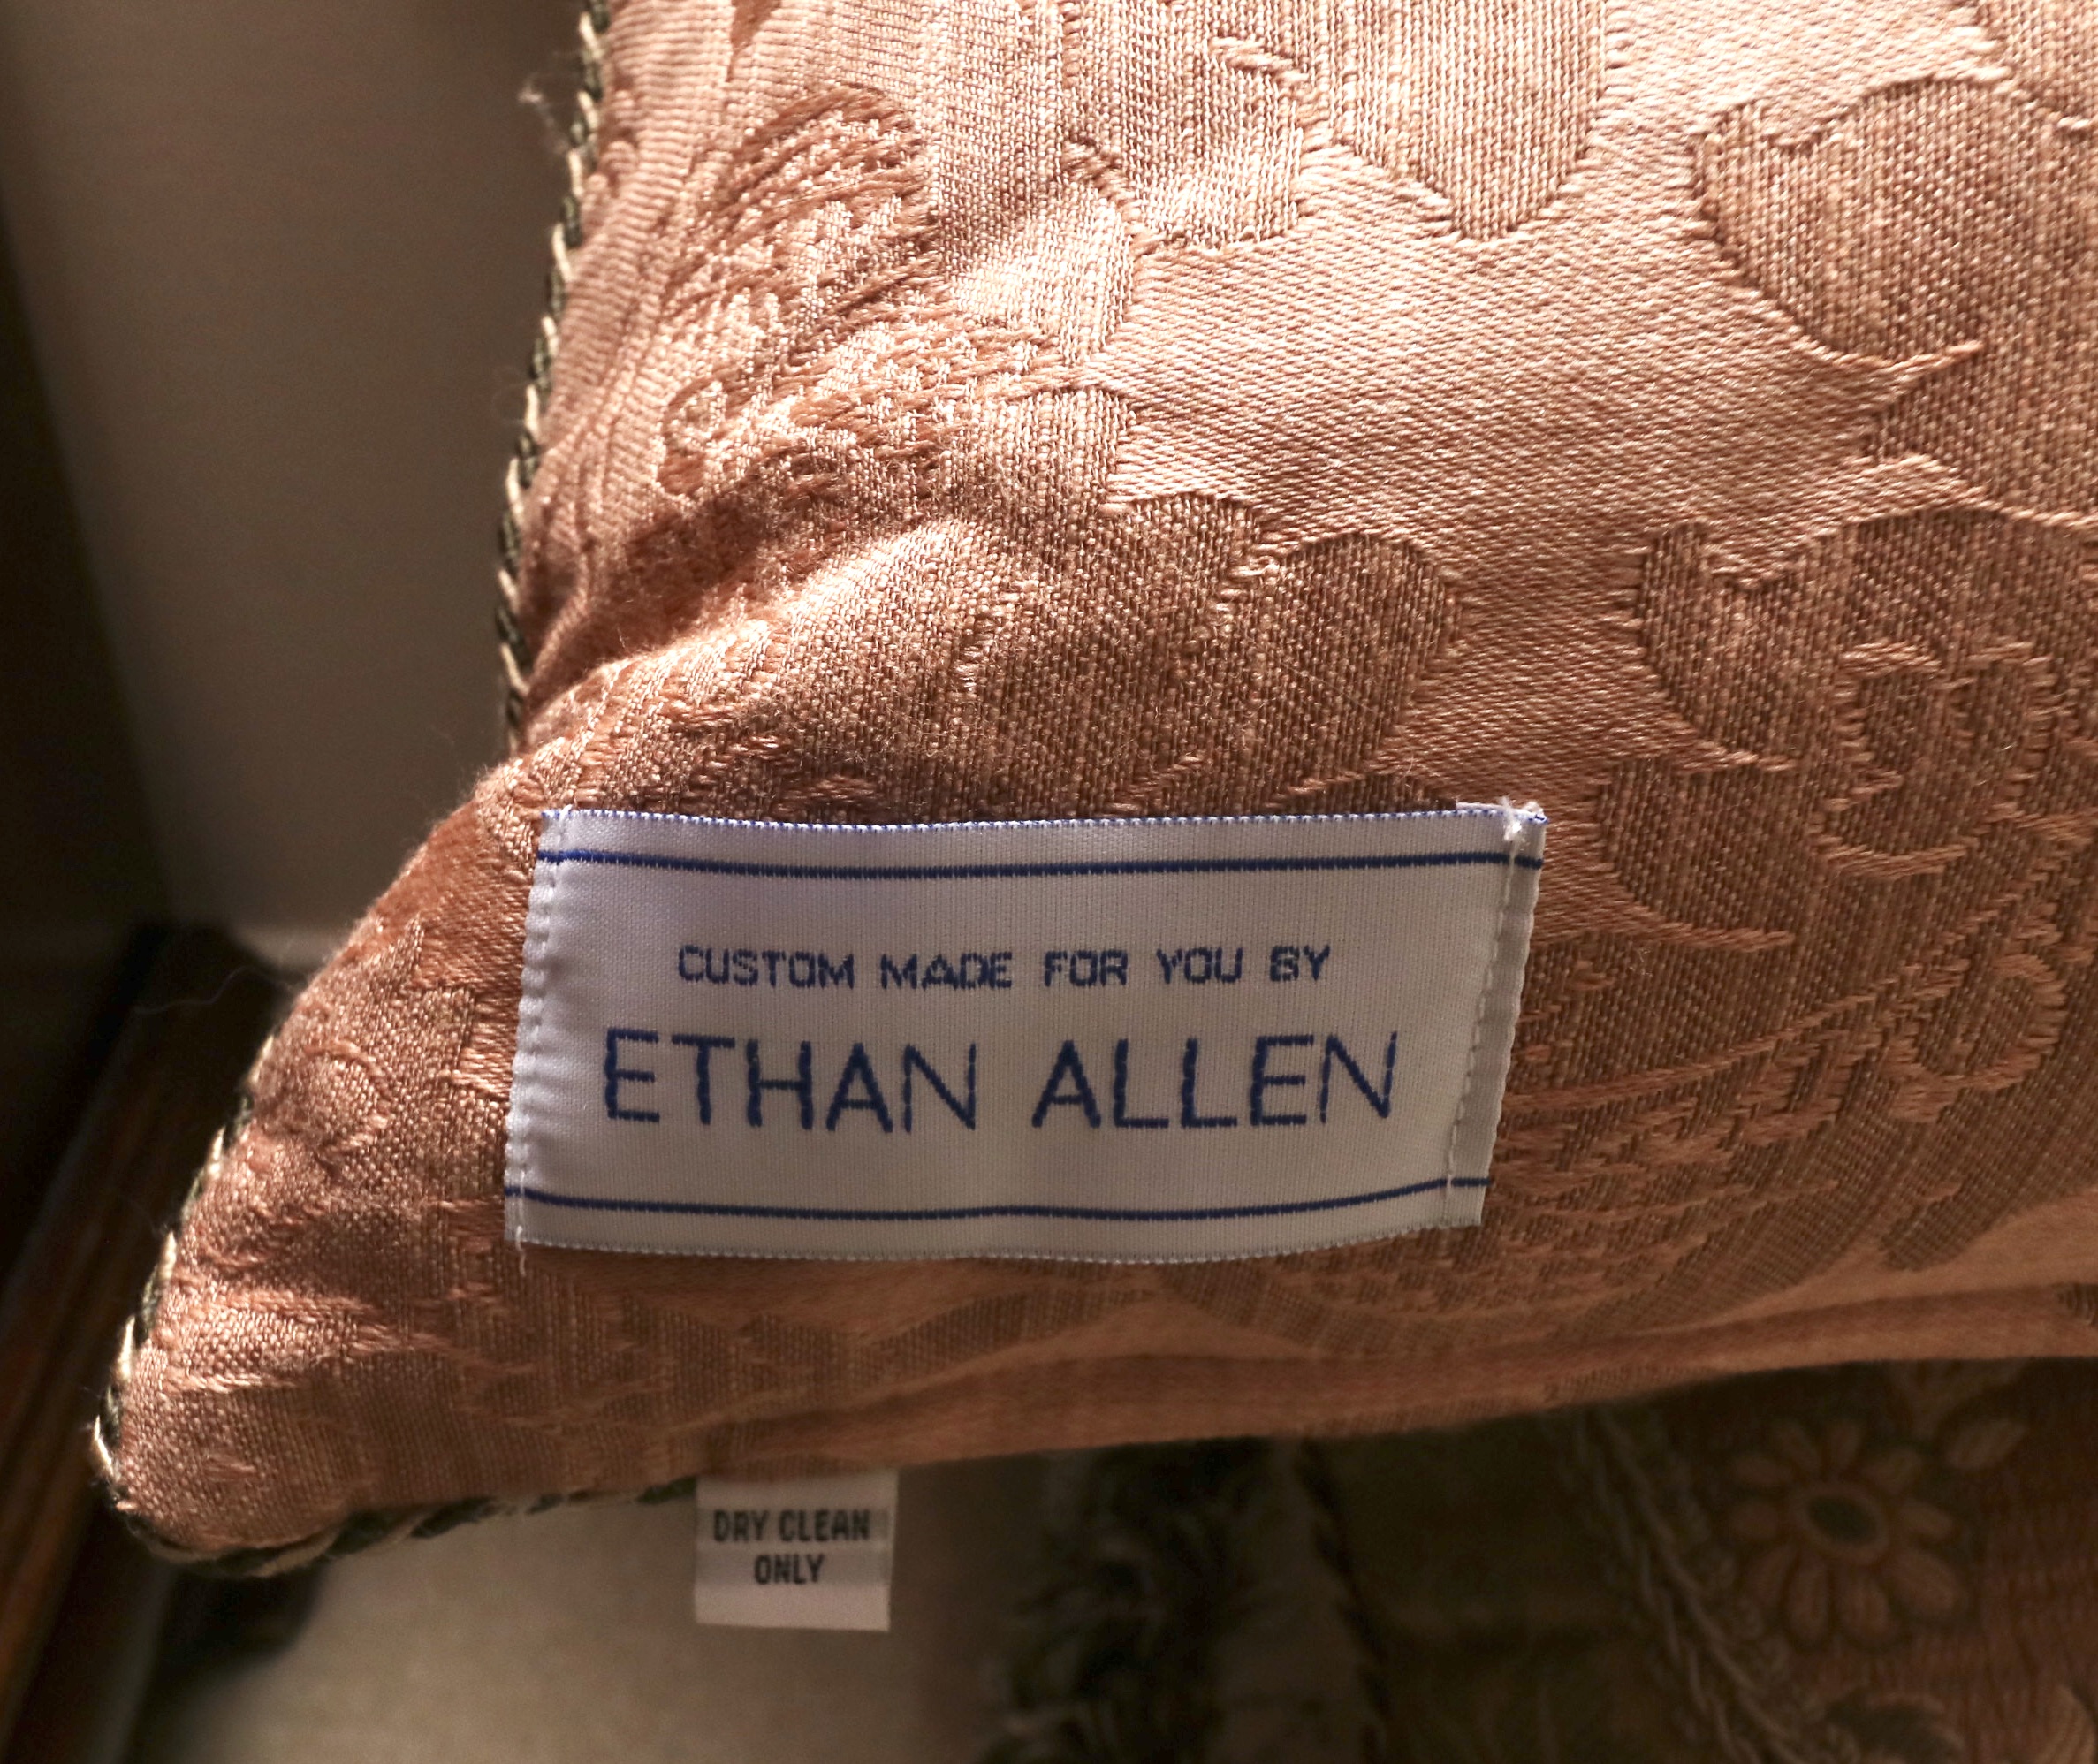 CUSTOM MADE FOR YOU BY
ETHAN ALLEN
DRY CLEAN
ONLY